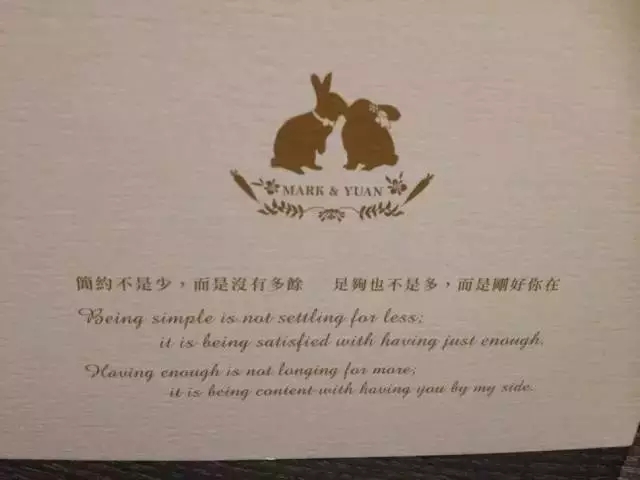 MARK & YUAN
簡約不是少，而是沒有多餘 足夠也不是多，而是剛好你在
Being simple is not settling for less;
it is being satisfied with having just enough.
Having enough is not longing for more;
it is being content with having you by my side.